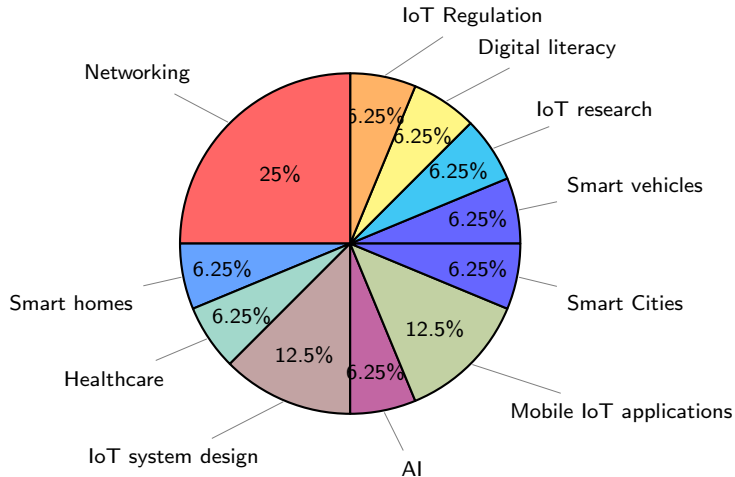 IoT Regulation
Digital literacy
Networking
IoT research
6.25%
6.25%
25%
6.25%
Smart vehicles
6.25%
6.25%
6.25%
Smart homes
Smart Cities
6.25%
12.5%
12.5%
6.25%
Healthcare
Mobile IoT applications
IoT system design
AI